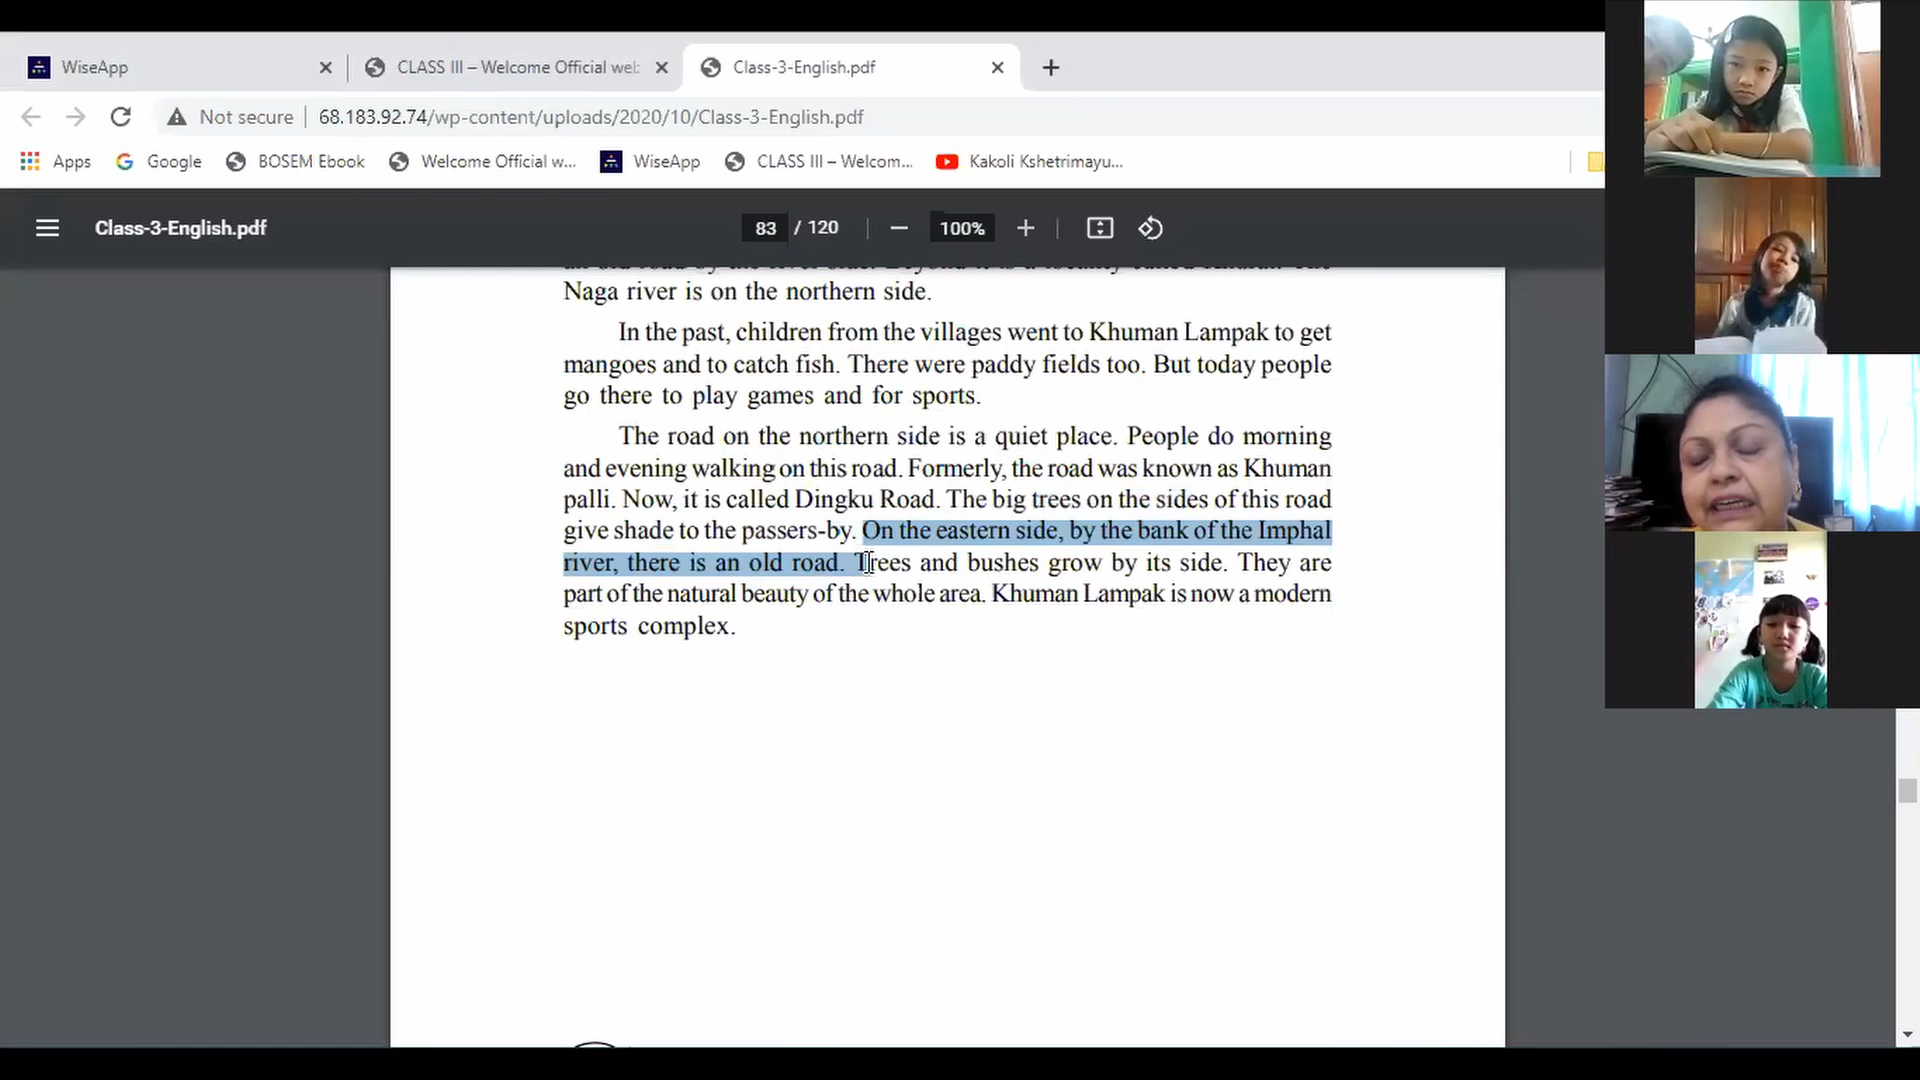 WiseApp
CLASS III – Welcome Official web
Class-3-English.pdf
Not secure
68.183.92.74/wp-content/uploads/2020/10/Class-3-English.pdf
Apps
Google
BOSEM Ebook
Welcome Official w...
WiseApp
CLASS III – Welcom...
Kakoli Kshetrimayu...
Class-3-English.pdf
83 / 120
100%
Naga river is on the northern side.
In the past, children from the villages went to Khuman Lampak to get
mangoes and to catch fish. There were paddy fields too. But today people
go there to play games and for sports.
The road on the northern side is a quiet place. People do morning
and evening walking on this road. Formerly, the road was known as Khuman
palli. Now, it is called Dingku Road. The big trees on the sides of this road
give shade to the passers-by. On the eastern side, by the bank of the Imphal
river, there is an old road. Trees and bushes grow by its side. They are
part of the natural beauty of the whole area. Khuman Lampak is now a modern
sports complex.